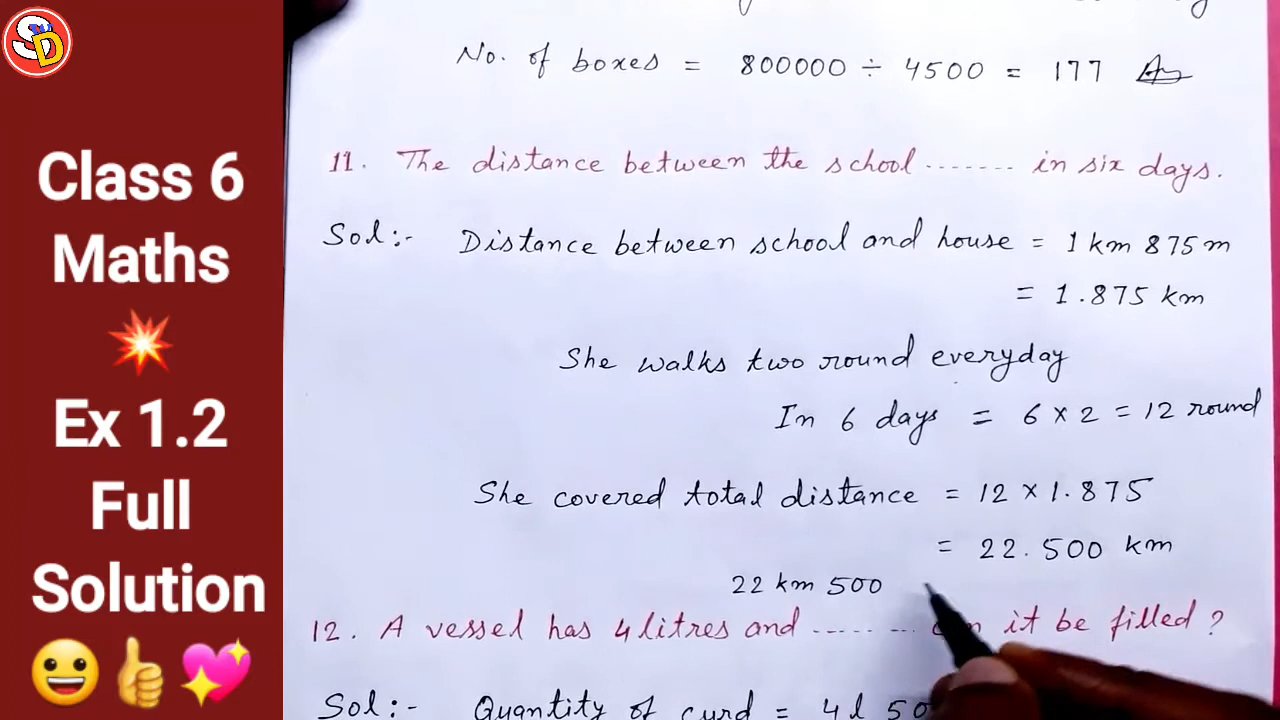 SD
Class 6
Maths
Ex 1.2
Full
Solution
No. of boxes = 800000 ÷ 4500 = 177 Ans
11. The distance between the school ....... in six days.
Sol:- Distance between school and house = 1 km 875 m
= 1.875 km
She walks two round everyday
In 6 days = 6 × 2 = 12 round
She covered total distance = 12 × 1.875
= 22.500 km
22 km 500
12. A vessel has 4 litres and ....... it be filled ?
Sol:- Quantity of curd = 4 l 50